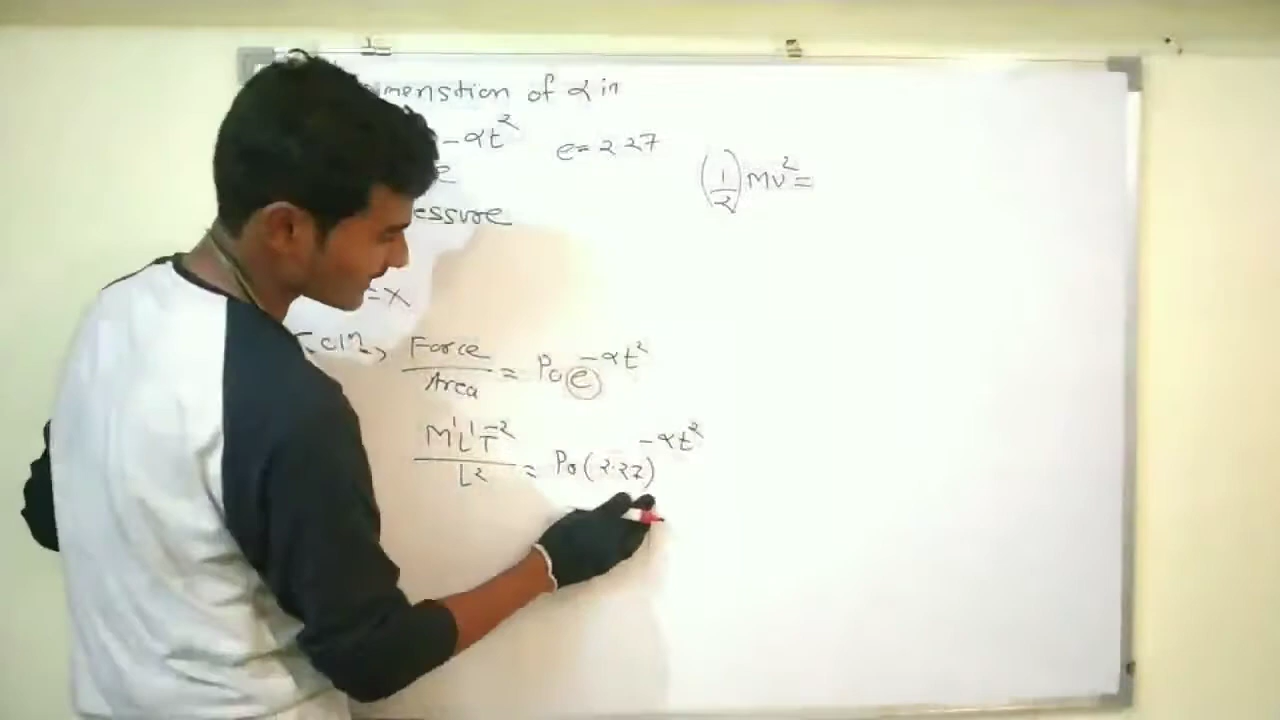 imenstion of α in
-αt²
e = 2.27
e
(1/2) Mv² =
essure
= x
Force/Area = P₀ e^-αt²
M¹L¹T⁻²/L² = P₀ (2.27)^-αt²